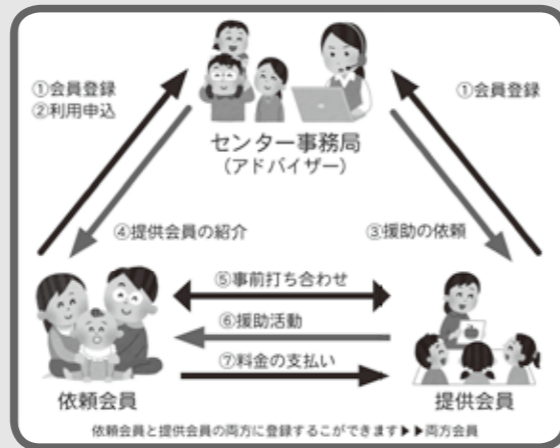 ①会員登録
②利用申込
①会員登録
センター事務局
(アドバイザー)
④提供会員の紹介
③援助の依頼
⑤事前打ち合わせ
⑥援助活動
⑦料金の支払い
依頼会員
提供会員
依頼会員と提供会員の両方に登録するこができます▶▶両方会員